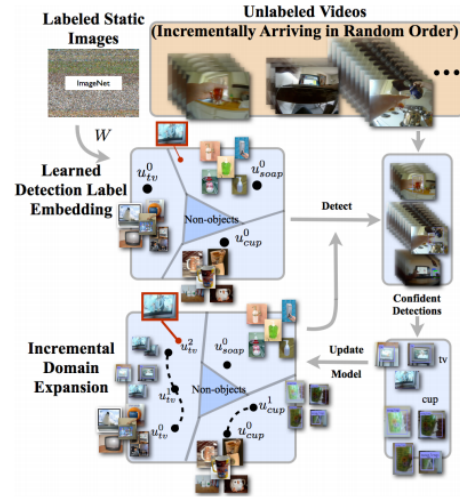 Labeled Static
Images
Unlabeled Videos
(Incrementally Arriving in Random Order)
ImageNet
W
Learned
Detection Label
Embedding
u⁰tv
u⁰soap
Non-objects
u⁰cup
Detect
Confident
Detections
Incremental
Domain
Expansion
u²tv
u⁰soap
Non-objects
u¹tv
u¹cup
u⁰tv
u⁰cup
Update
Model
tv
cup